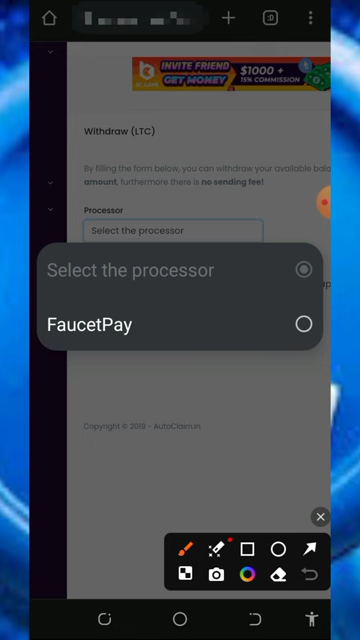 :D
INVITE FRIEND
GET MONEY
$1000 +
15% COMMISSION
Withdraw (LTC)
By filling the form below, you can withdraw your available
amount, furthermore there is no sending fee!
Processor
Select the processor
Select the processor
FaucetPay
Copyright © 2019 - AutoClaim.in